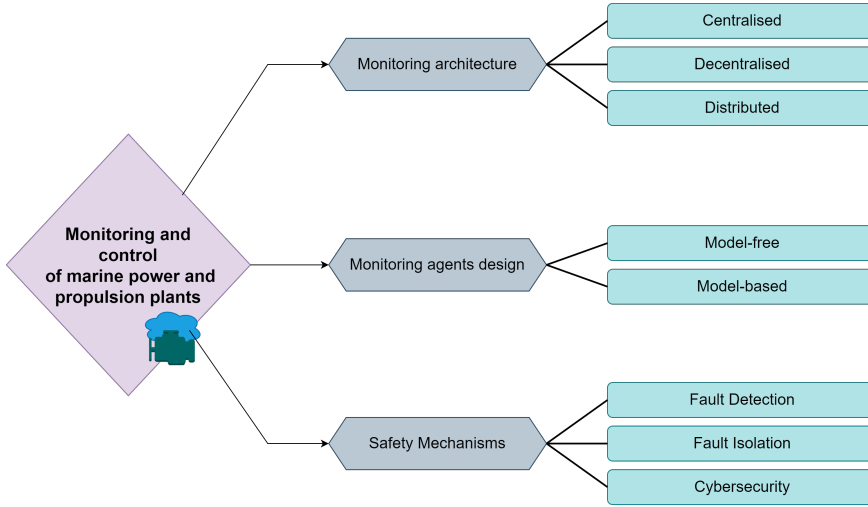 Monitoring and
control
of marine power and
propulsion plants
Monitoring architecture
Centralised
Decentralised
Distributed
Monitoring agents design
Model-free
Model-based
Safety Mechanisms
Fault Detection
Fault Isolation
Cybersecurity